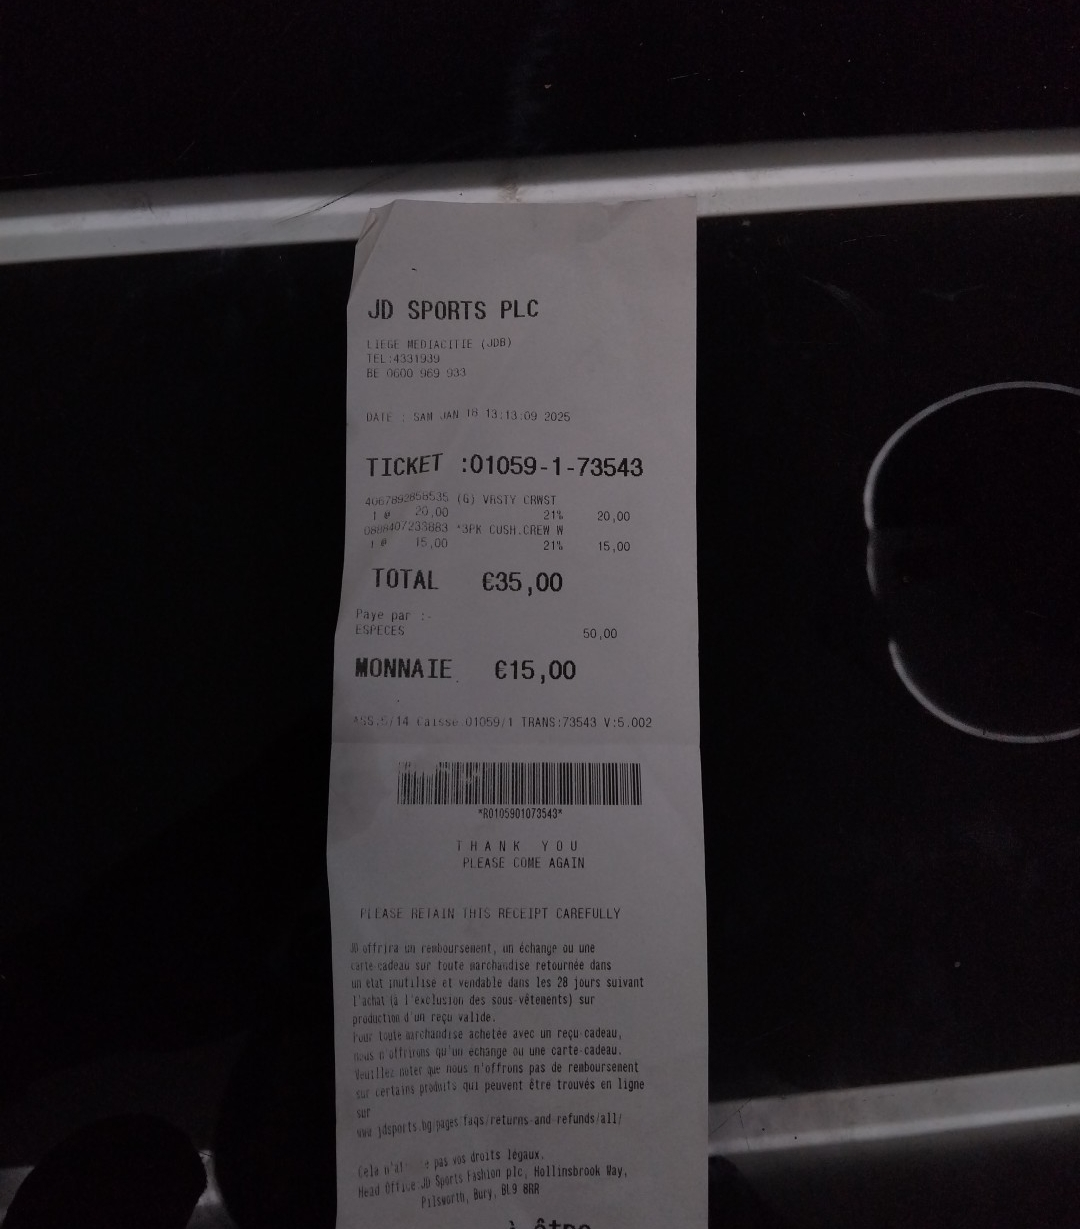 JD SPORTS PLC
LIEGE MEDIACITIE (JDB)
TEL:4331939
BE 0600 969 933
DATE : SAM JAN 18 13:13:09 2025
TICKET :01059-1-73543
(G) VRSTY CRWST
1 @ 20,00 21% 20,00
*3PK CUSH.CREW W
1 @ 15,00 21% 15,00
TOTAL €35,00
Paye par :-
ESPECES 50,00
MONNAIE €15,00
Caisse 01059/1 TRANS:73543 V:5.002
*R0105901073543*
THANK YOU
PLEASE COME AGAIN
PLEASE RETAIN THIS RECEIPT CAREFULLY
JD offrira un remboursement, un échange ou une
carte-cadeau sur toute marchandise retournée dans
un état inutilisé et vendable dans les 28 jours suivant
l'achat (à l'exclusion des sous-vêtements) sur
production d'un reçu valide.
Pour toute marchandise achetée avec un reçu-cadeau,
nous n'offrirons qu'un échange ou une carte-cadeau.
Veuillez noter que nous n'offrons pas de remboursement
sur certains produits qui peuvent être trouvés en ligne
sur
pages/faqs/returns-and-refunds/all/
Cela pas vos droits légaux.
Head Office JD Sports Fashion plc, Hollinsbrook Way,
Pilsworth, Bury, BL9 8RR
à être